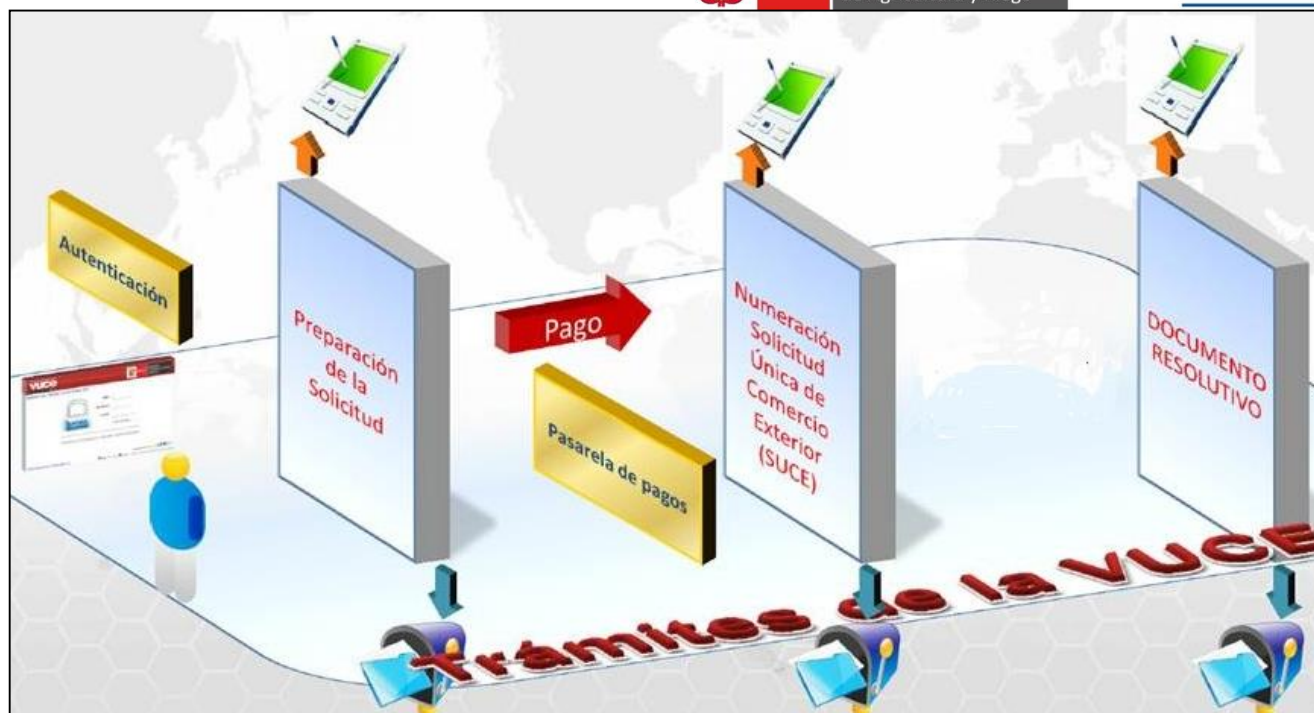 Autenticación
vuce
Preparación
de la
Solicitud
Pago
Pasarela de pagos
Numeración
Solicitud
Única de
Comercio
Exterior
(SUCE)
DOCUMENTO
RESOLUTIVO
Trámites de la VUCE